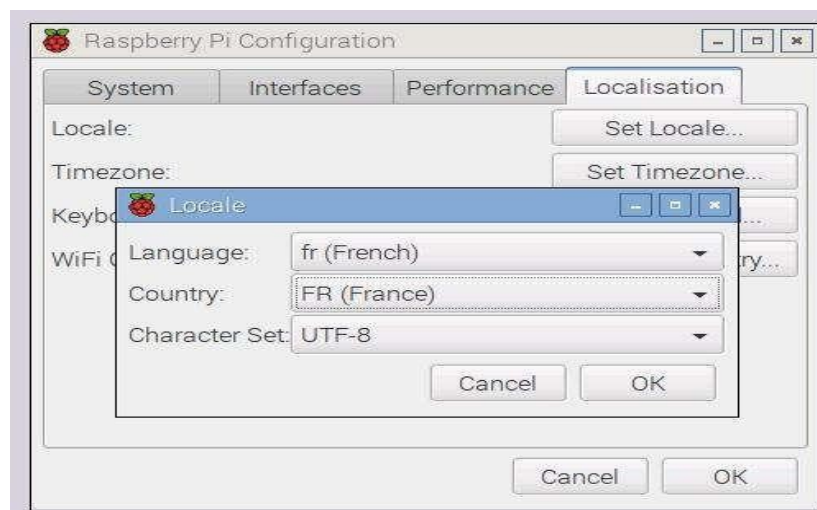 Raspberry Pi Configuration
System Interfaces Performance Localisation
Locale: Set Locale...
Timezone: Set Timezone...
Locale
Language: fr (French)
Country: FR (France)
Character Set: UTF-8
Cancel OK
WiFi
Cancel OK